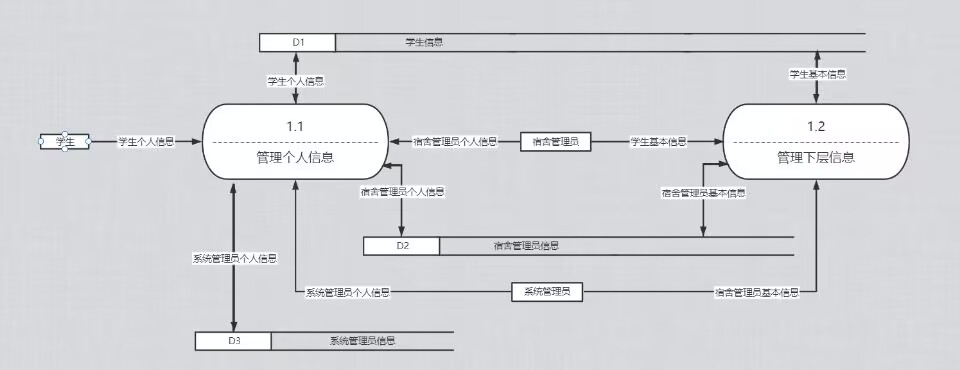 D1
学生信息
学生个人信息
学生基本信息
1.1
管理个人信息
1.2
管理下层信息
学生
学生个人信息
宿舍管理员个人信息
宿舍管理员
学生基本信息
宿舍管理员个人信息
宿舍管理员基本信息
D2
宿舍管理员信息
系统管理员个人信息
系统管理员个人信息
系统管理员
宿舍管理员基本信息
D3
系统管理员信息